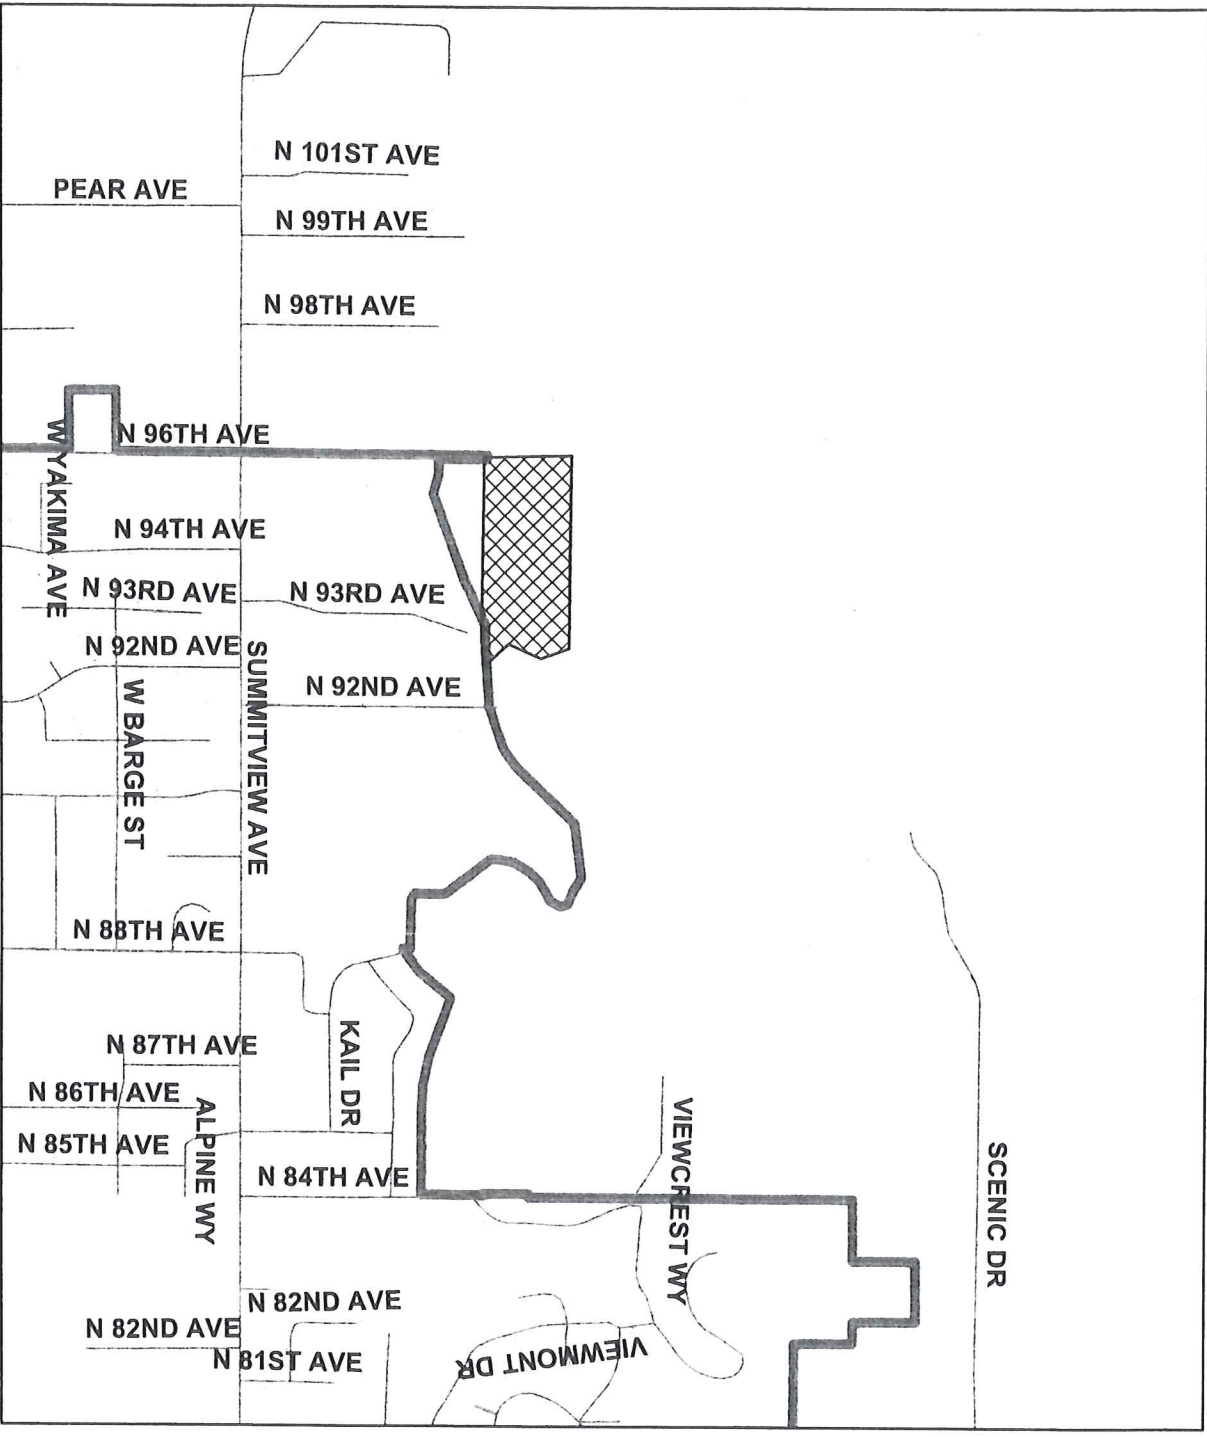 N 101ST AVE
PEAR AVE
N 99TH AVE
N 98TH AVE
N 96TH AVE
W YAKIMA AVE
N 94TH AVE
N 93RD AVE
N 93RD AVE
N 92ND AVE
SUMMITVIEW AVE
W BARGE ST
N 92ND AVE
N 88TH AVE
KAIL DR
N 87TH AVE
N 86TH AVE
ALPINE WY
VIEWCREST WY
N 85TH AVE
SCENIC DR
N 84TH AVE
N 82ND AVE
N 82ND AVE
VIEWMONT DR
N 81ST AVE